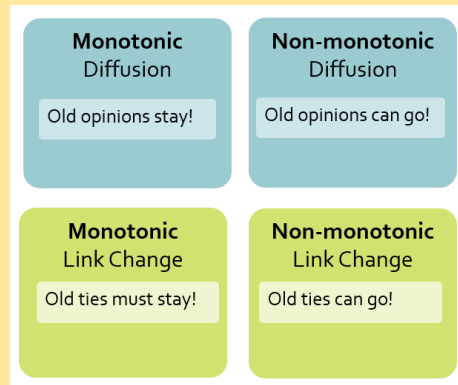 Monotonic
Diffusion
Old opinions stay!
Non-monotonic
Diffusion
Old opinions can go!
Monotonic
Link Change
Old ties must stay!
Non-monotonic
Link Change
Old ties can go!